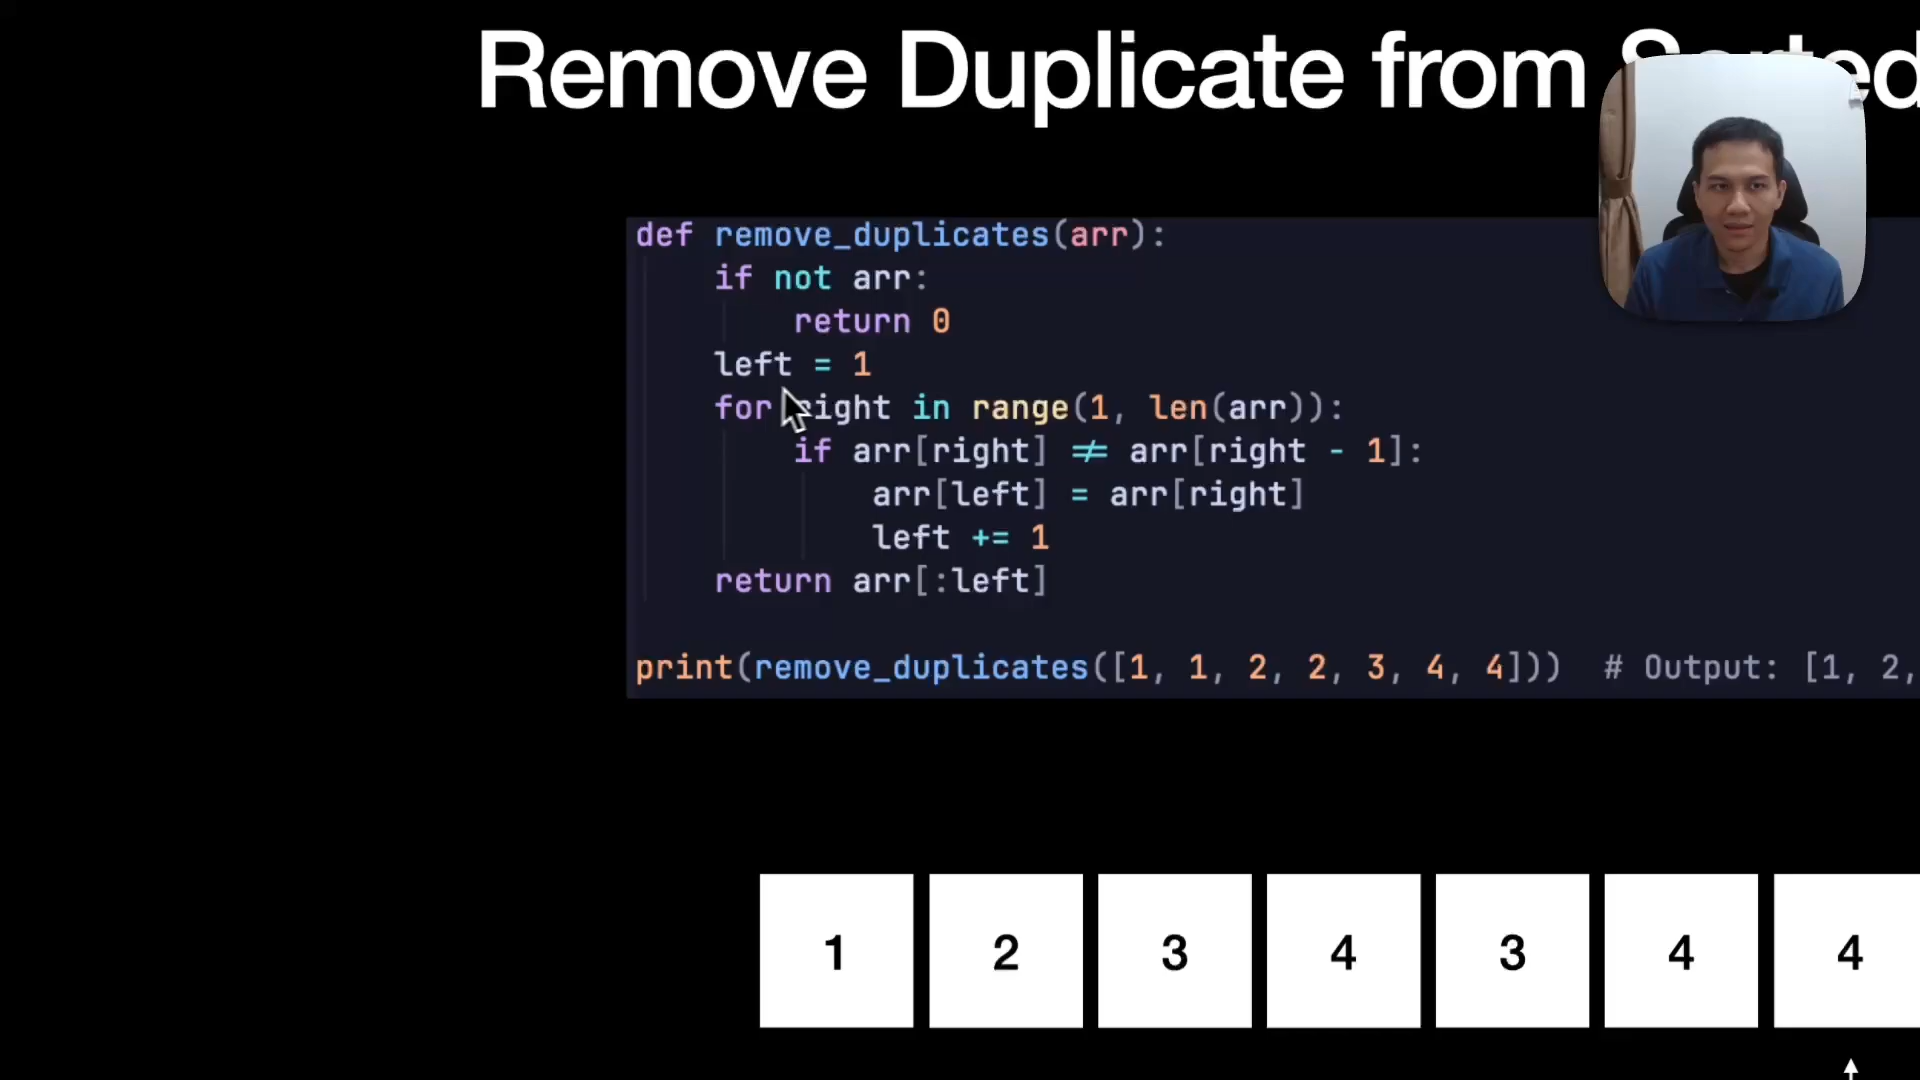 Remove Duplicate from Sorted
def remove_duplicates(arr):
if not arr:
return 0
left = 1
for right in range(1, len(arr)):
if arr[right] ≠ arr[right - 1]:
arr[left] = arr[right]
left += 1
return arr[:left]
print(remove_duplicates([1, 1, 2, 2, 3, 4, 4])) # Output: [1, 2,
1 2 3 4 3 4 4